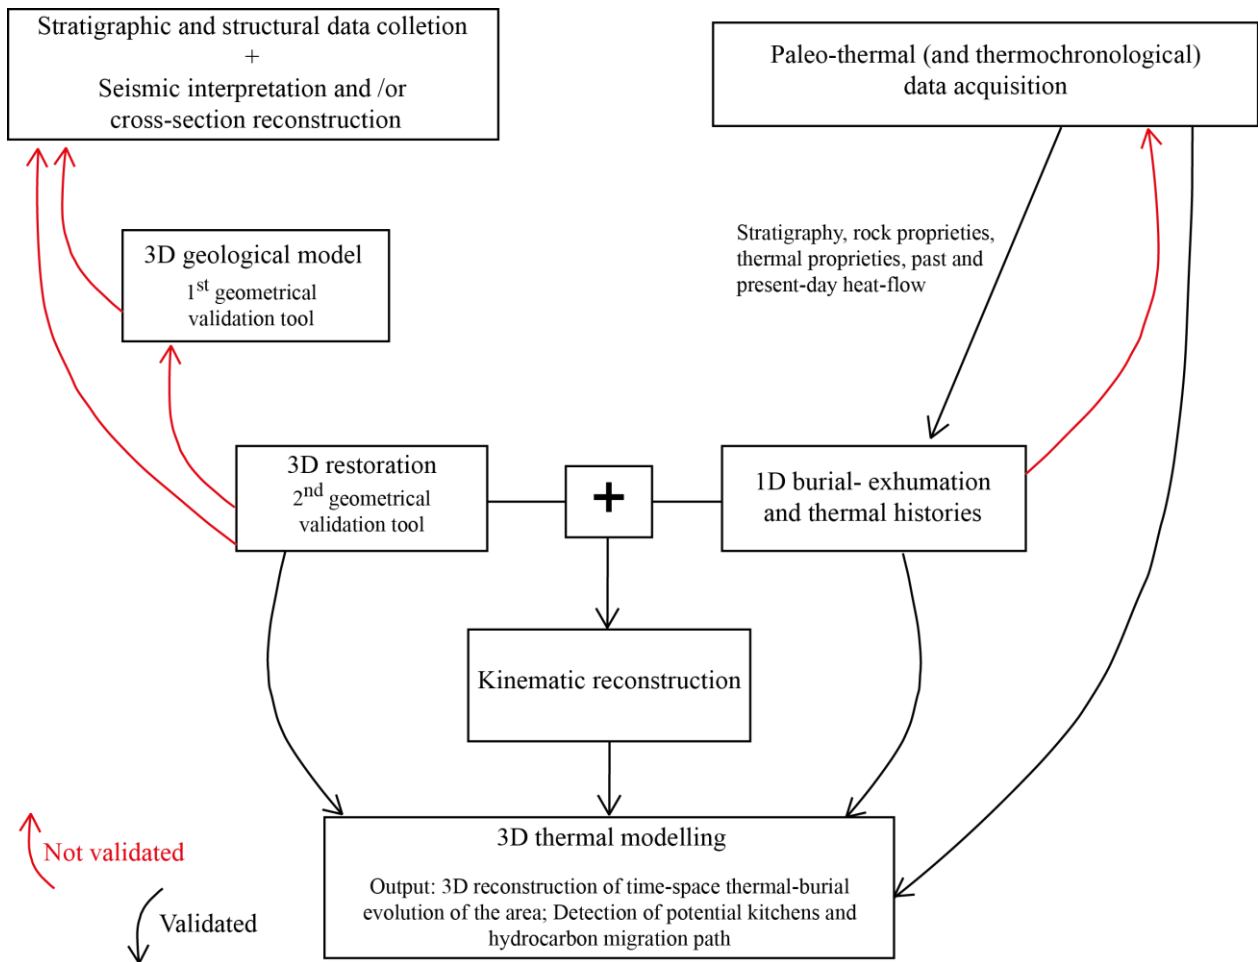 Stratigraphic and structural data colletion
+
Seismic interpretation and /or
cross-section reconstruction
Paleo-thermal (and thermochronological)
data acquisition
3D geological model
1st geometrical
validation tool
Stratigraphy, rock proprieties,
thermal proprieties, past and
present-day heat-flow
3D restoration
2nd geometrical
validation tool
+
1D burial- exhumation
and thermal histories
Kinematic reconstruction
3D thermal modelling
Output: 3D reconstruction of time-space thermal-burial
evolution of the area; Detection of potential kitchens and
hydrocarbon migration path
Not validated
Validated